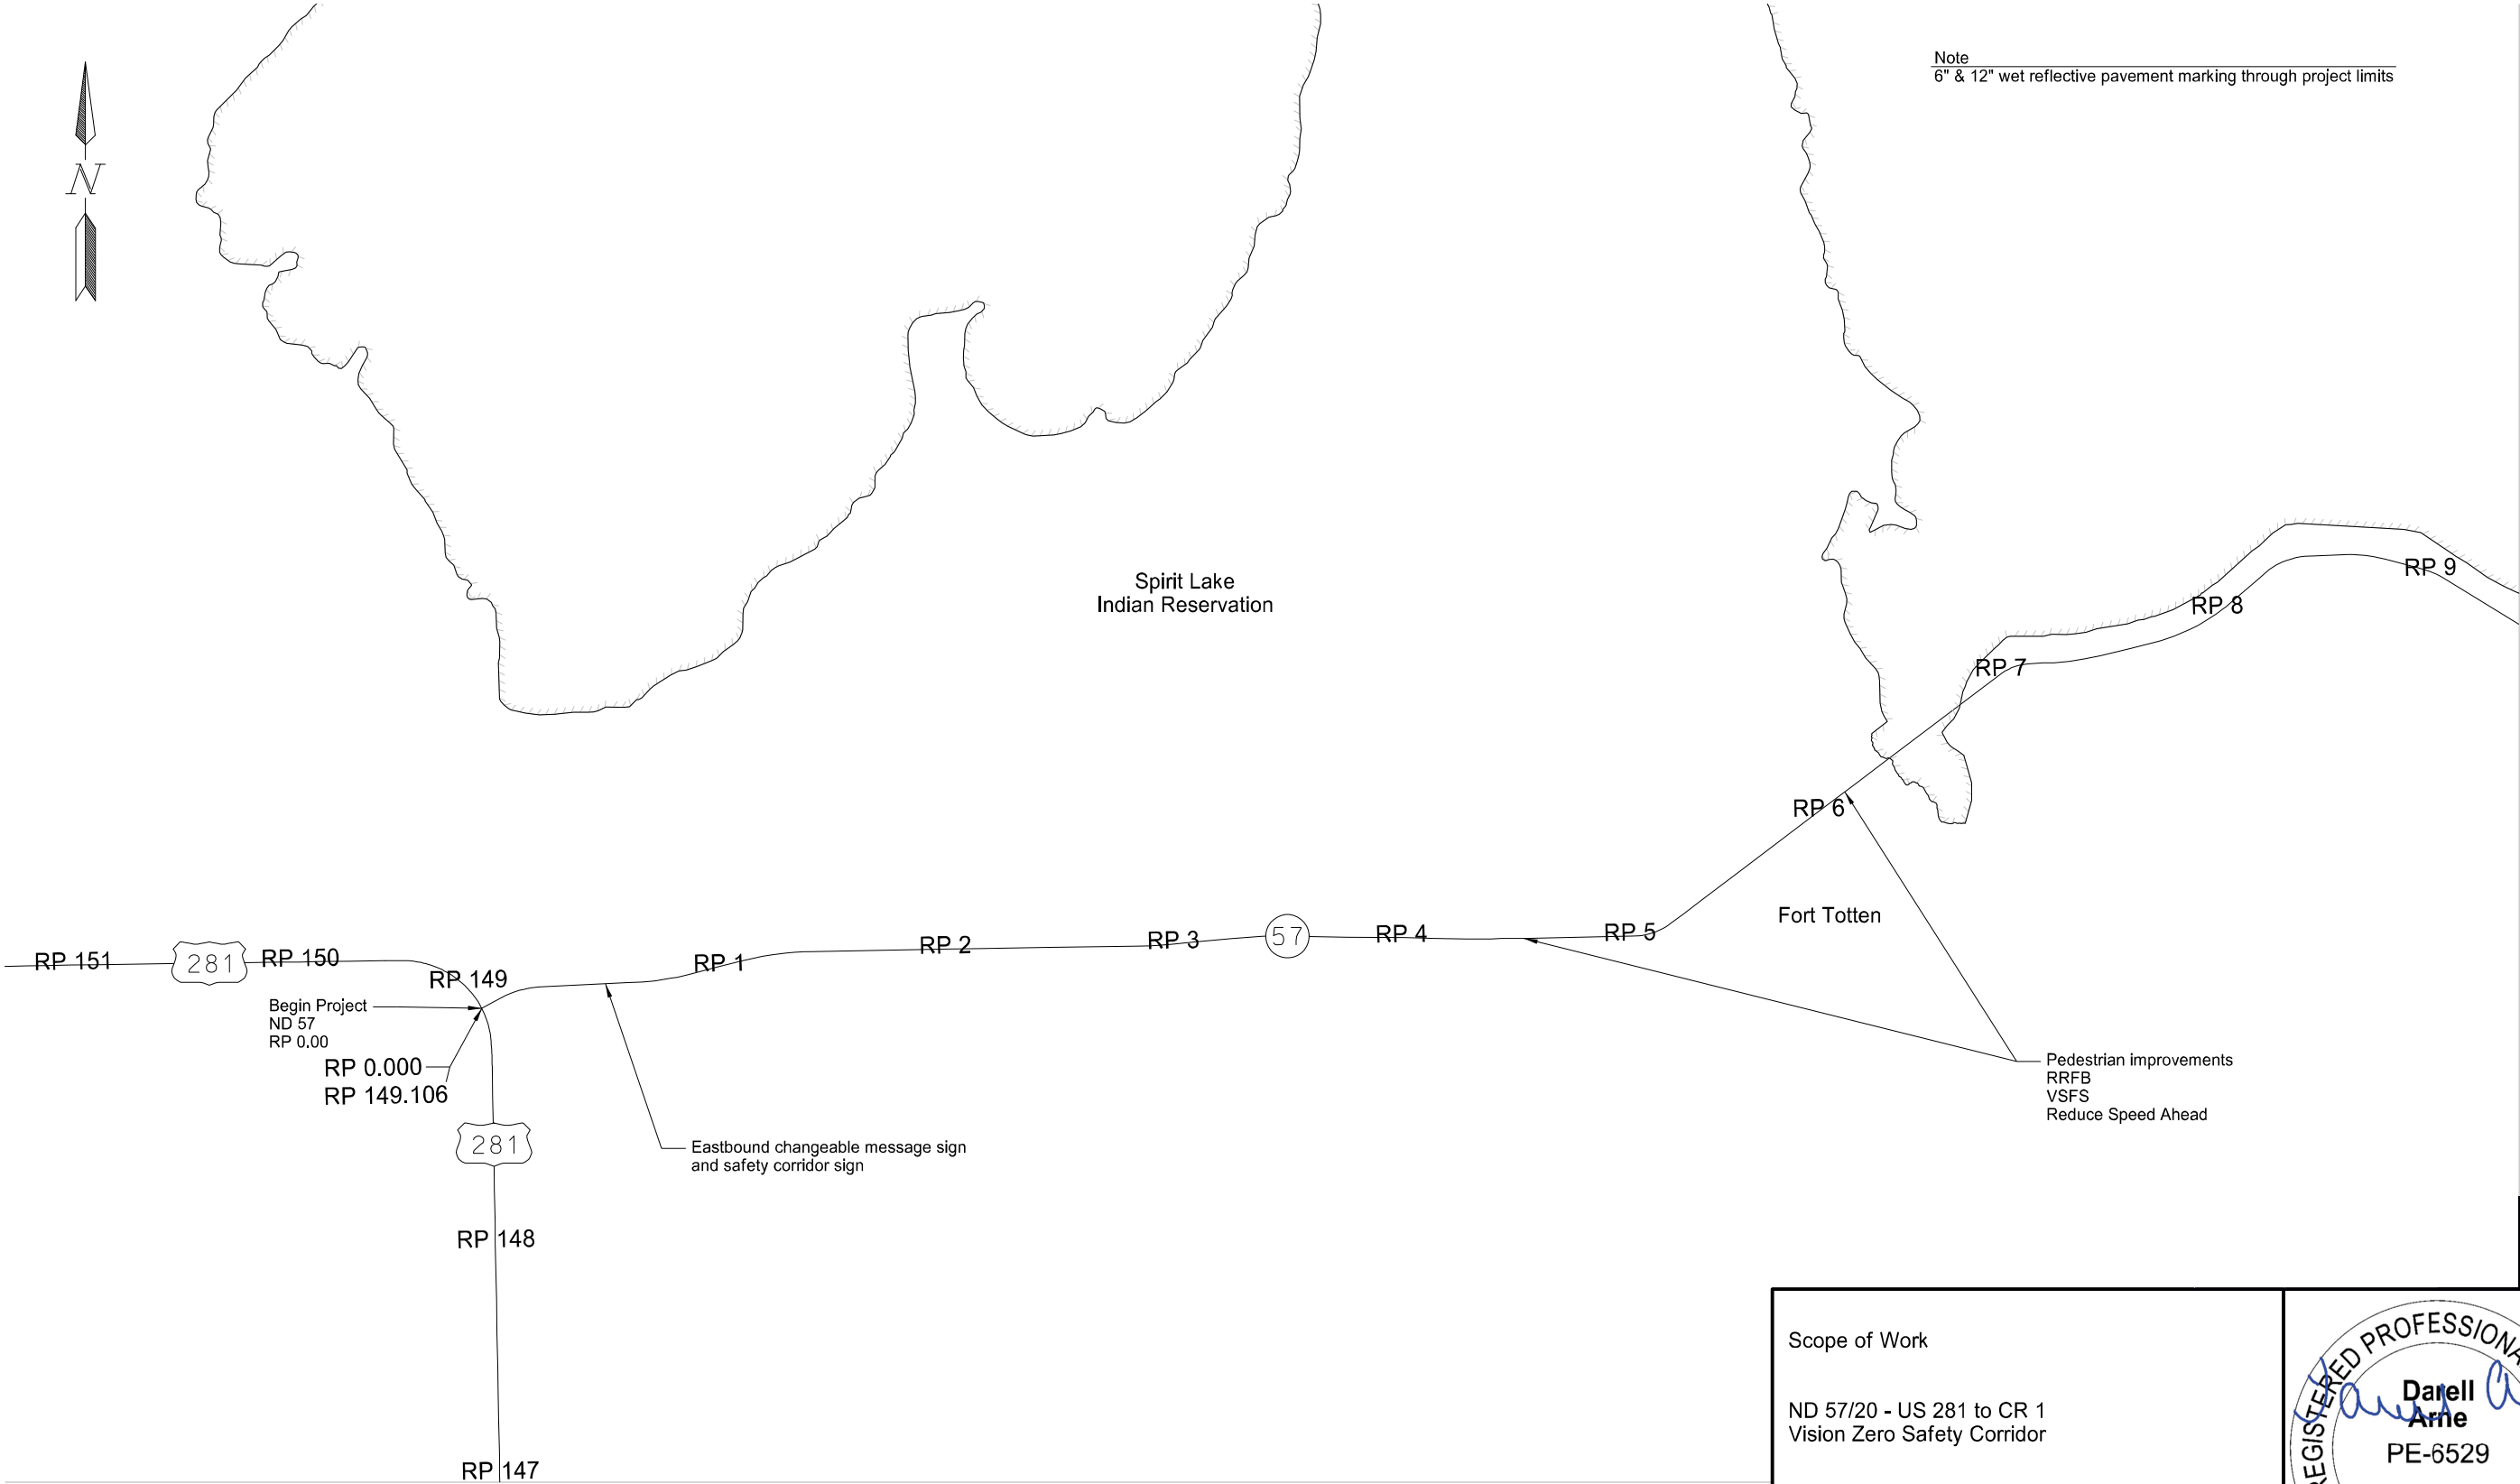 Note
6" & 12" wet reflective pavement marking through project limits
N
Spirit Lake
Indian Reservation
RP 9
RP 8
RP 7
RP 6
Fort Totten
RP 151
281
RP 150
RP 149
RP 1
RP 2
RP 3
57
RP 4
RP 5
Begin Project
ND 57
RP 0.00
RP 0.000
RP 149.106
281
Eastbound changeable message sign
and safety corridor sign
Pedestrian improvements
RRFB
VSFS
Reduce Speed Ahead
RP 148
RP 147
Scope of Work
ND 57/20 - US 281 to CR 1
Vision Zero Safety Corridor
REGISTERED PROFESSIONA
Darell
Arne
PE-6529